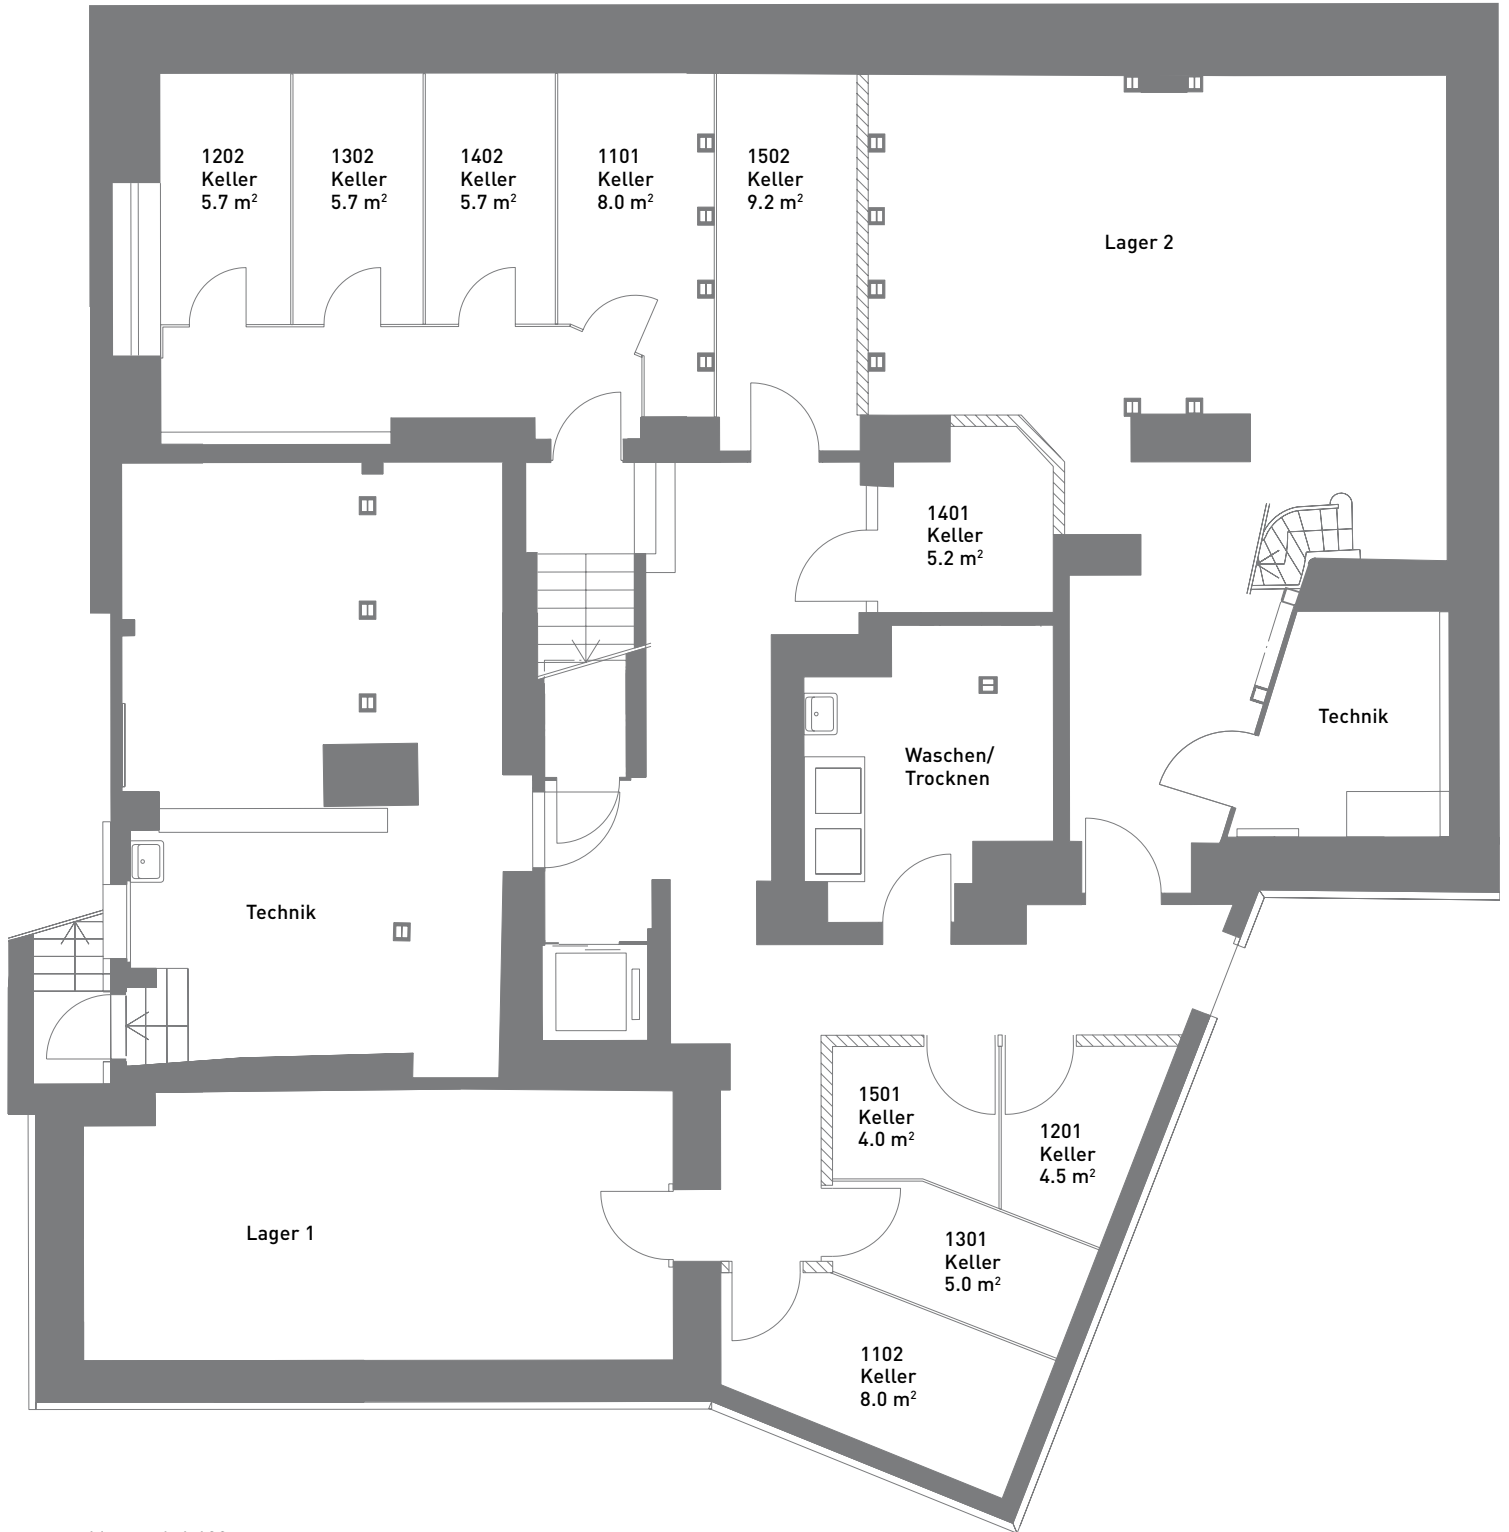 1202
Keller
5.7 m²
1302
Keller
5.7 m²
1402
Keller
5.7 m²
1101
Keller
8.0 m²
1502
Keller
9.2 m²
Lager 2
1401
Keller
5.2 m²
Technik
Waschen/
Trocknen
Technik
1501
Keller
4.0 m²
1201
Keller
4.5 m²
Lager 1
1301
Keller
5.0 m²
1102
Keller
8.0 m²